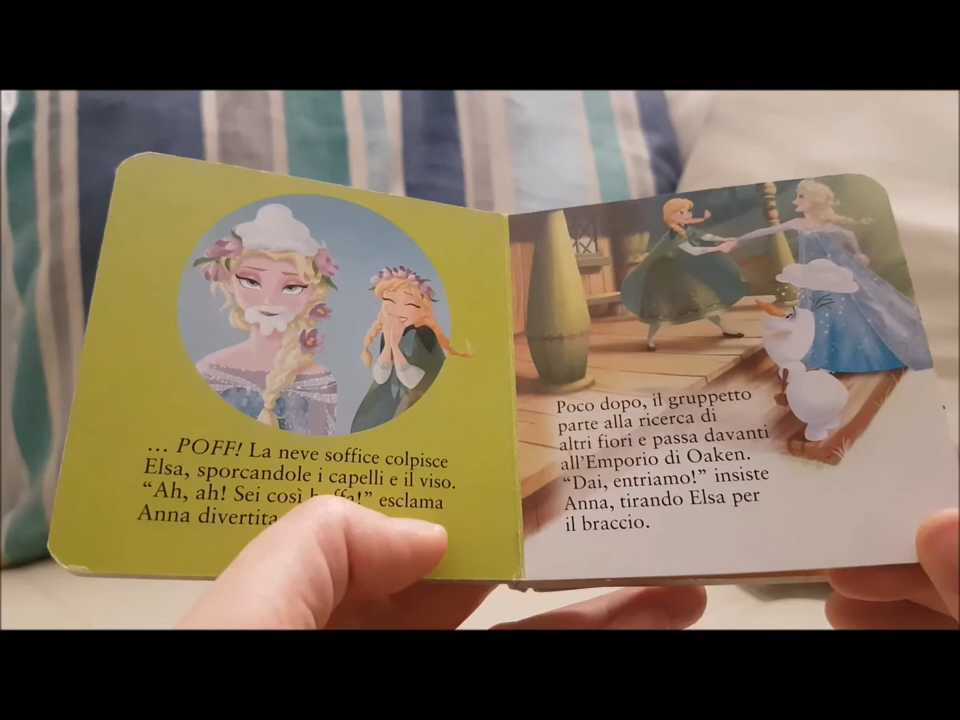 ... POFF! La neve soffice colpisce
Elsa, sporcandole i capelli e il viso.
“Ah, ah! Sei così esclama
Anna divertita
Poco dopo, il gruppetto
parte alla ricerca di
altri fiori e passa davanti
all'Emporio di Oaken.
“Dai, entriamo!” insiste
Anna, tirando Elsa per
il braccio.